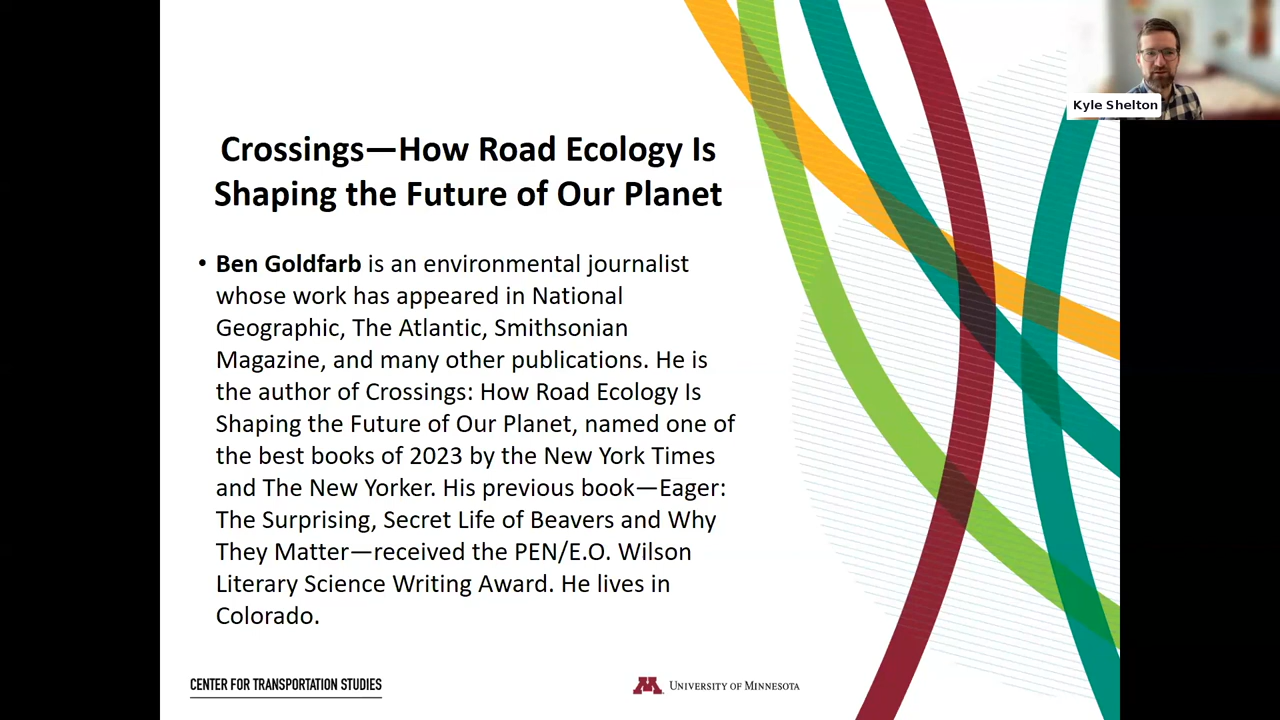 Kyle Shelton
Crossings—How Road Ecology Is
Shaping the Future of Our Planet
• Ben Goldfarb is an environmental journalist
whose work has appeared in National
Geographic, The Atlantic, Smithsonian
Magazine, and many other publications. He is
the author of Crossings: How Road Ecology Is
Shaping the Future of Our Planet, named one of
the best books of 2023 by the New York Times
and The New Yorker. His previous book—Eager:
The Surprising, Secret Life of Beavers and Why
They Matter—received the PEN/E.O. Wilson
Literary Science Writing Award. He lives in
Colorado.
CENTER FOR TRANSPORTATION STUDIES
M UNIVERSITY OF MINNESOTA